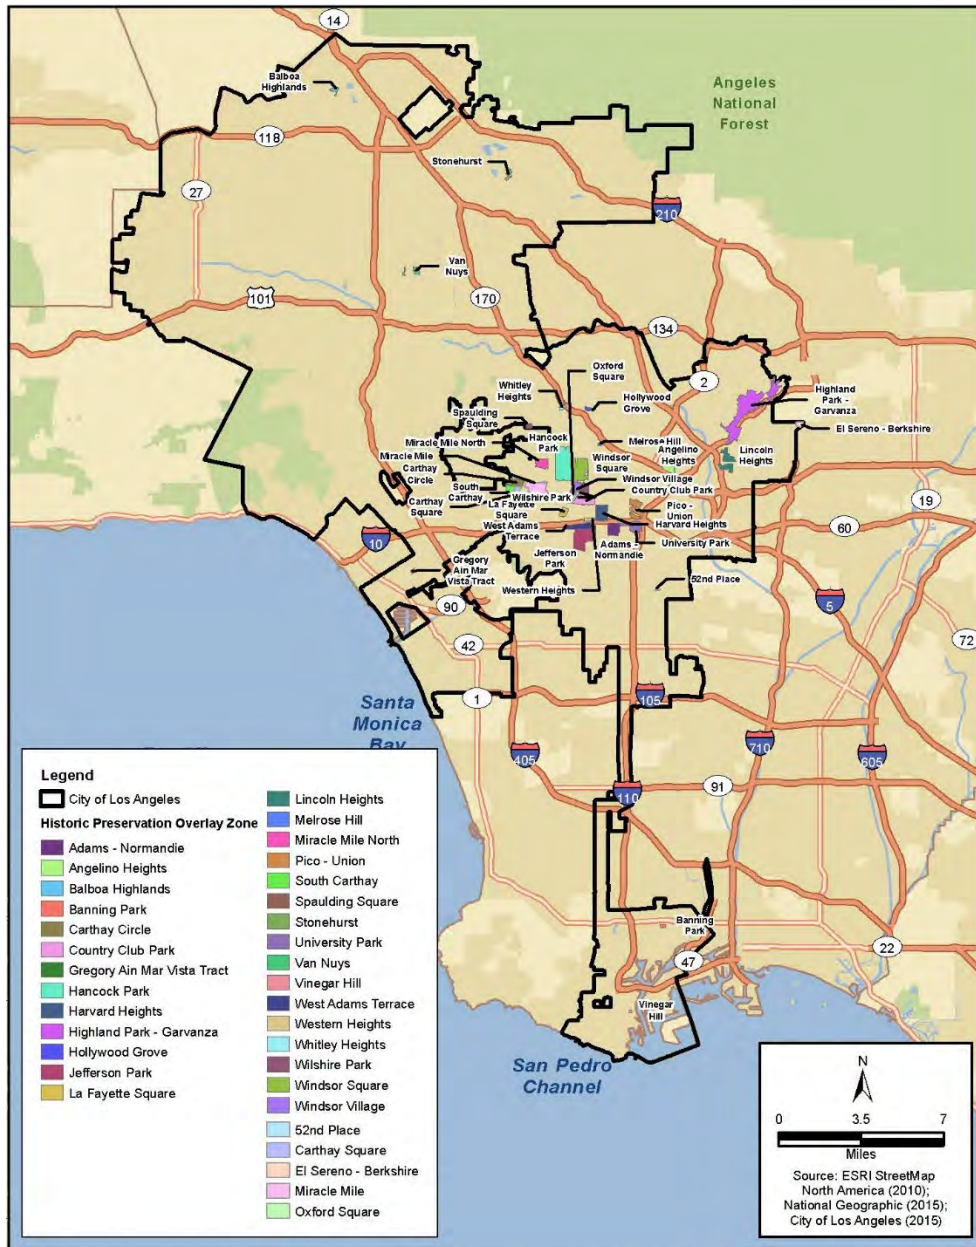 14
Balboa
Highlands
Angeles
National
Forest
118
Stonehurst
27
210
Van
Nuys
101
170
134
Oxford
Square
2
Whitley
Heights
Hollywood
Grove
Highland
Park -
Garvanza
Spaulding
Square
El Sereno - Berkshire
Miracle Mile North
Hancock
Park
Melrose Hill
Angelino
Heights
Lincoln
Heights
Miracle Mile
Windsor
Square
Carthay
Circle
South
Carthay
Windsor Village
Wilshire Park
Country Club Park
Carthay
Square
La Fayette
Square
Pico -
Union
19
West Adams
Terrace
Harvard Heights
60
10
Jefferson
Park
Adams -
Normandie
University Park
Gregory
Ain Mar
Vista Tract
52nd Place
Western Heights
5
90
42
72
1
105
Santa
Monica
Bay
405
710
605
110
91
Banning
Park
22
47
Vinegar
Hill
San Pedro
Channel
Legend
City of Los Angeles
Historic Preservation Overlay Zone
Adams - Normandie
Angelino Heights
Balboa Highlands
Banning Park
Carthay Circle
Country Club Park
Gregory Ain Mar Vista Tract
Hancock Park
Harvard Heights
Highland Park - Garvanza
Hollywood Grove
Jefferson Park
La Fayette Square
Lincoln Heights
Melrose Hill
Miracle Mile North
Pico - Union
South Carthay
Spaulding Square
Stonehurst
University Park
Van Nuys
Vinegar Hill
West Adams Terrace
Western Heights
Whitley Heights
Wilshire Park
Windsor Square
Windsor Village
52nd Place
Carthay Square
El Sereno - Berkshire
Miracle Mile
Oxford Square
N
0 3.5 7
Miles
Source: ESRI StreetMap
North America (2010);
National Geographic (2015);
City of Los Angeles (2015)